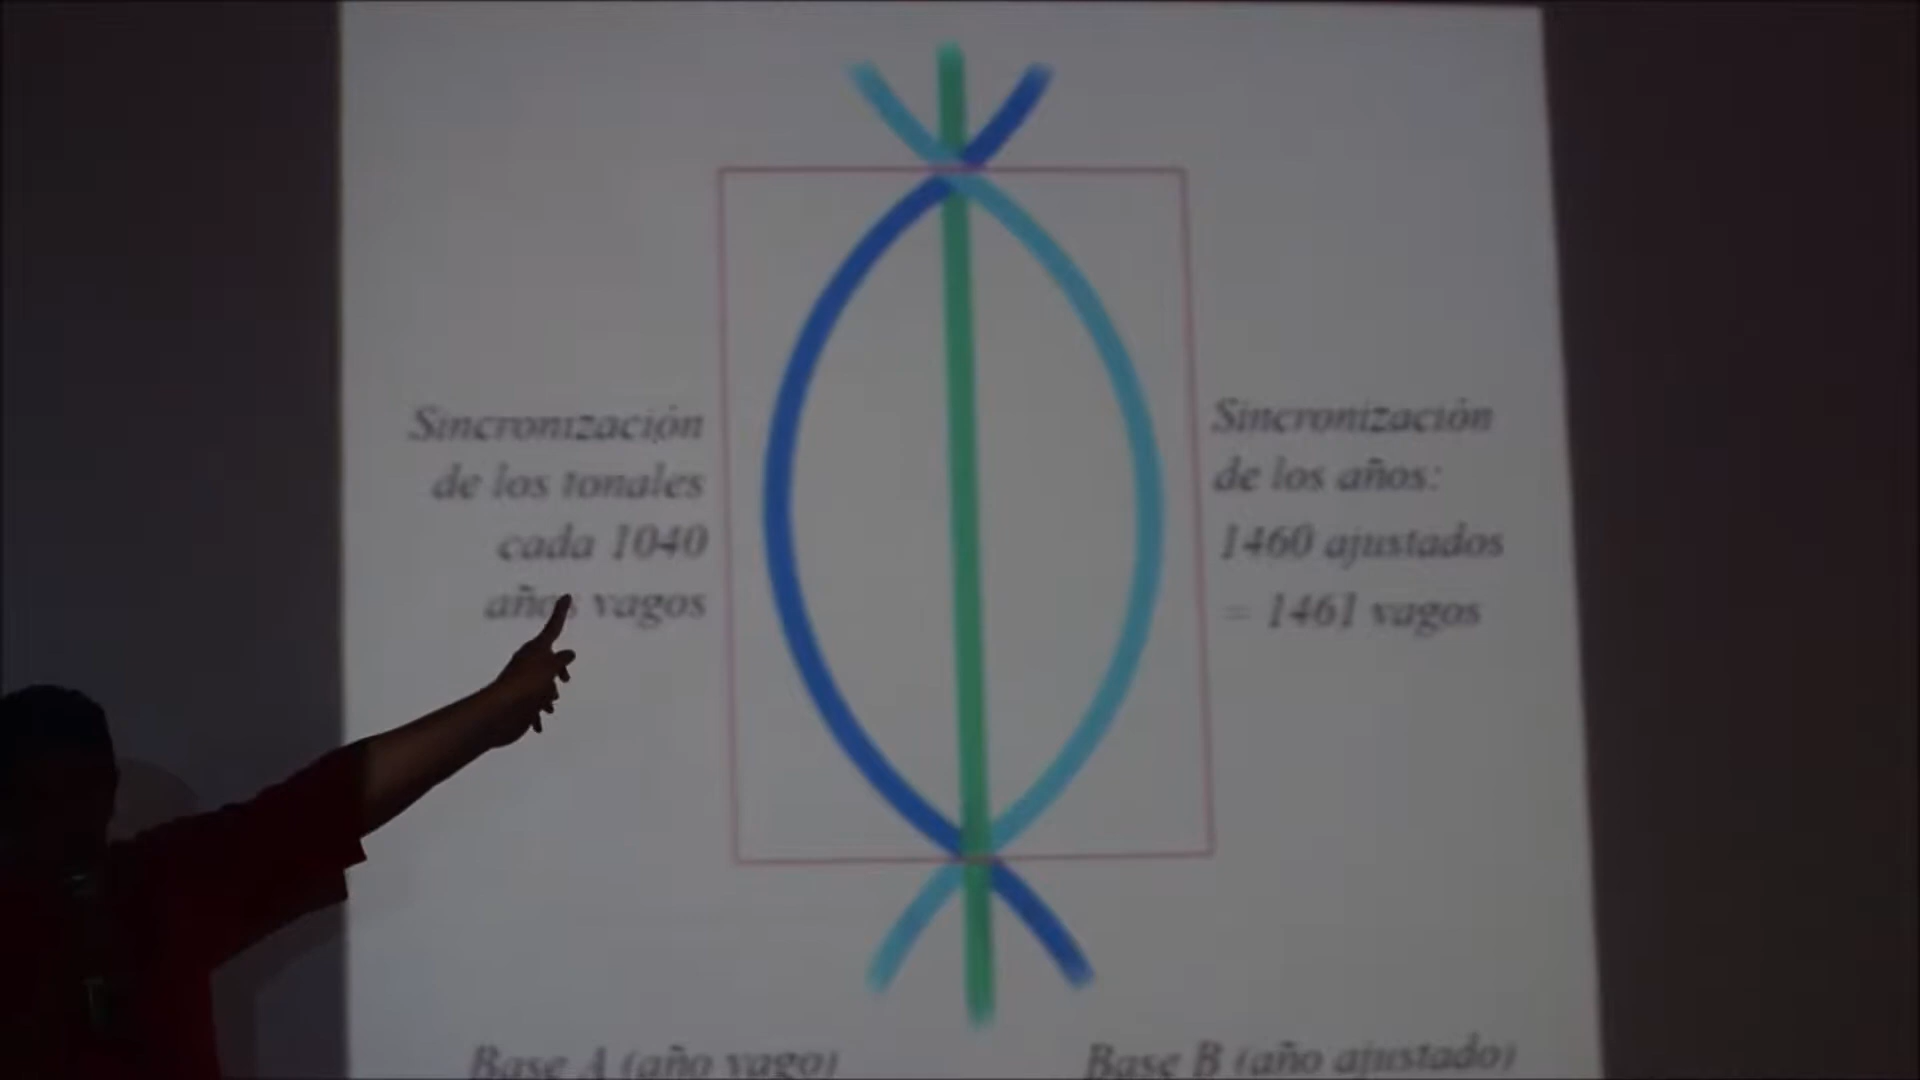 Sincronización
de los tonales
cada 1040
años vagos
Sincronización
de los años:
1460 ajustados
= 1461 vagos
Base A (año vago)
Base B (año ajustado)